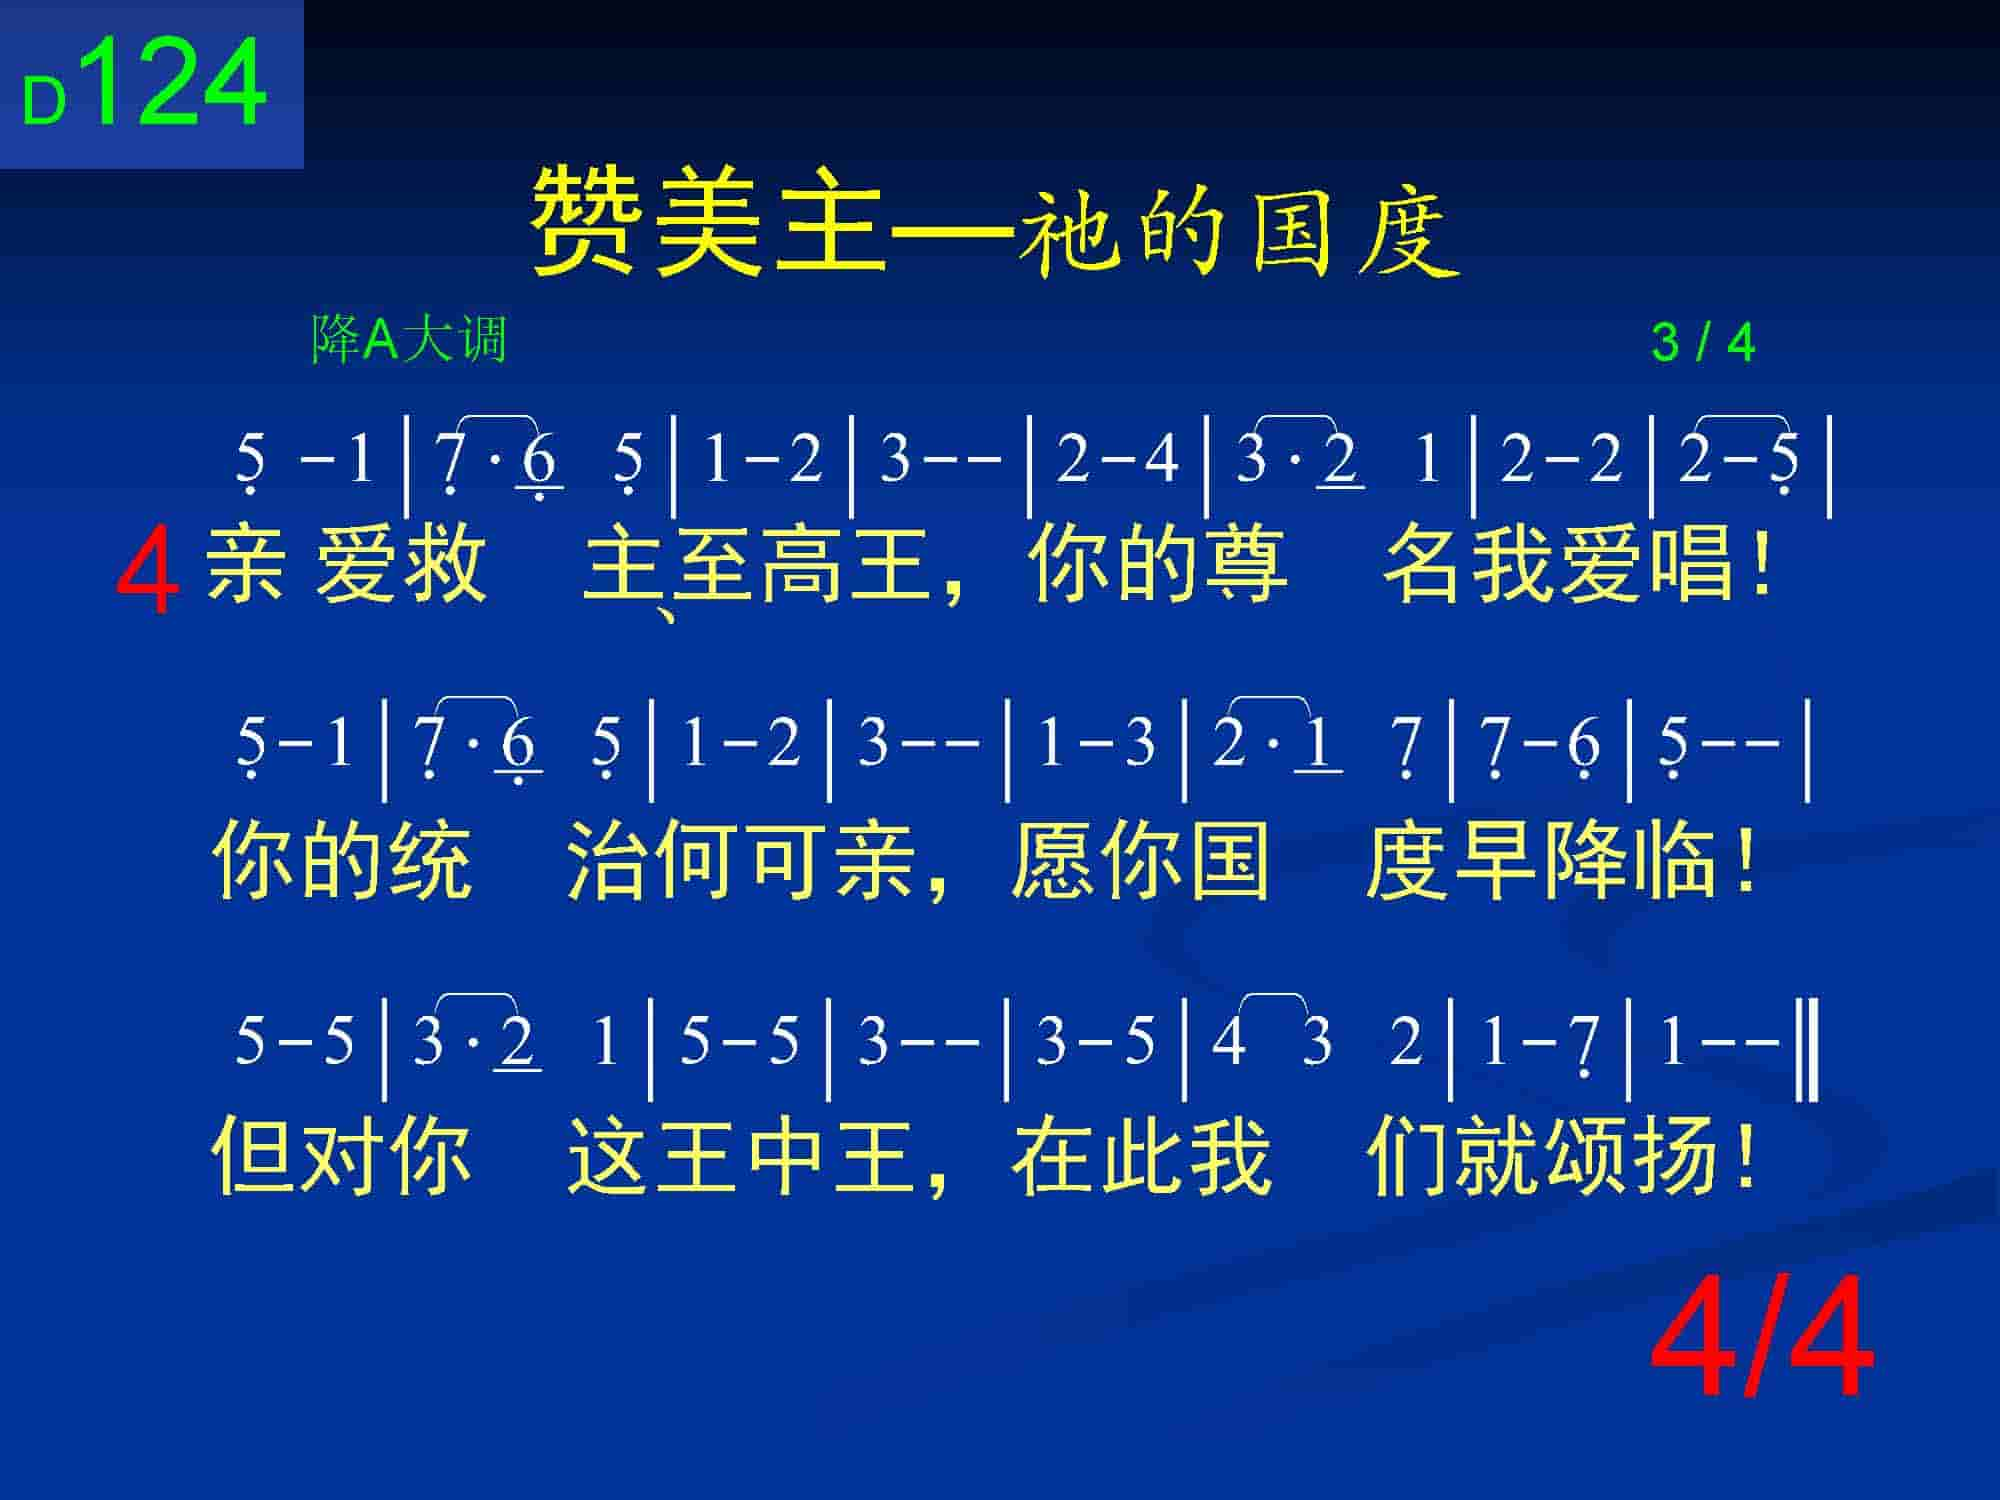 D124
赞美主—祂的国度
降A大调 3 / 4
5̣ - 1 | 7̣ · 6̣ 5̣ | 1 - 2 | 3 - - | 2 - 4 | 3 · 2 1 | 2 - 2 | 2 - 5̣ |
4 亲 爱救 主、至高王，你的尊 名我爱唱！
5̣ - 1 | 7̣ · 6̣ 5̣ | 1 - 2 | 3 - - | 1 - 3 | 2 · 1 7̣ | 7̣ - 6̣ | 5̣ - - |
你的统 治何可亲，愿你国 度早降临！
5 - 5 | 3 · 2 1 | 5 - 5 | 3 - - | 3 - 5 | 4 3 2 | 1 - 7̣ | 1 - - ‖
但对你 这王中王，在此我 们就颂扬！
4/4